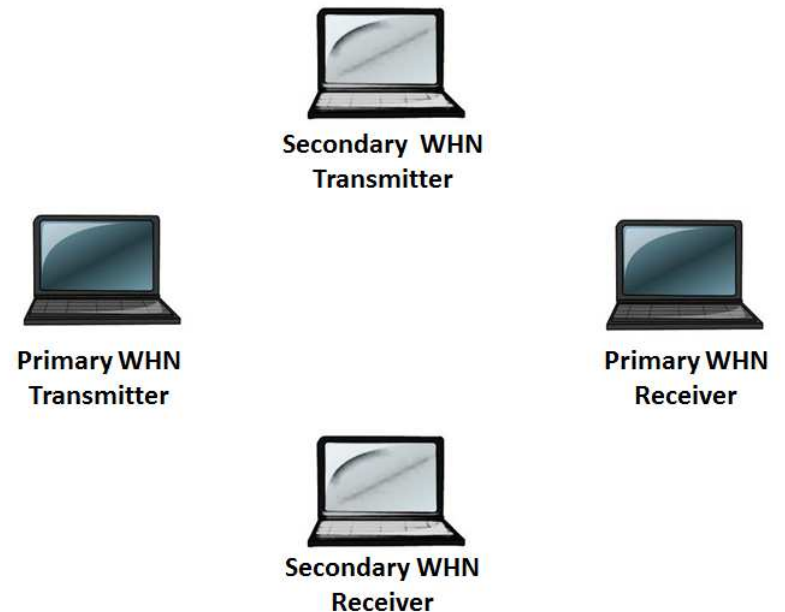 Secondary WHN
Transmitter
Primary WHN
Transmitter
Primary WHN
Receiver
Secondary WHN
Receiver